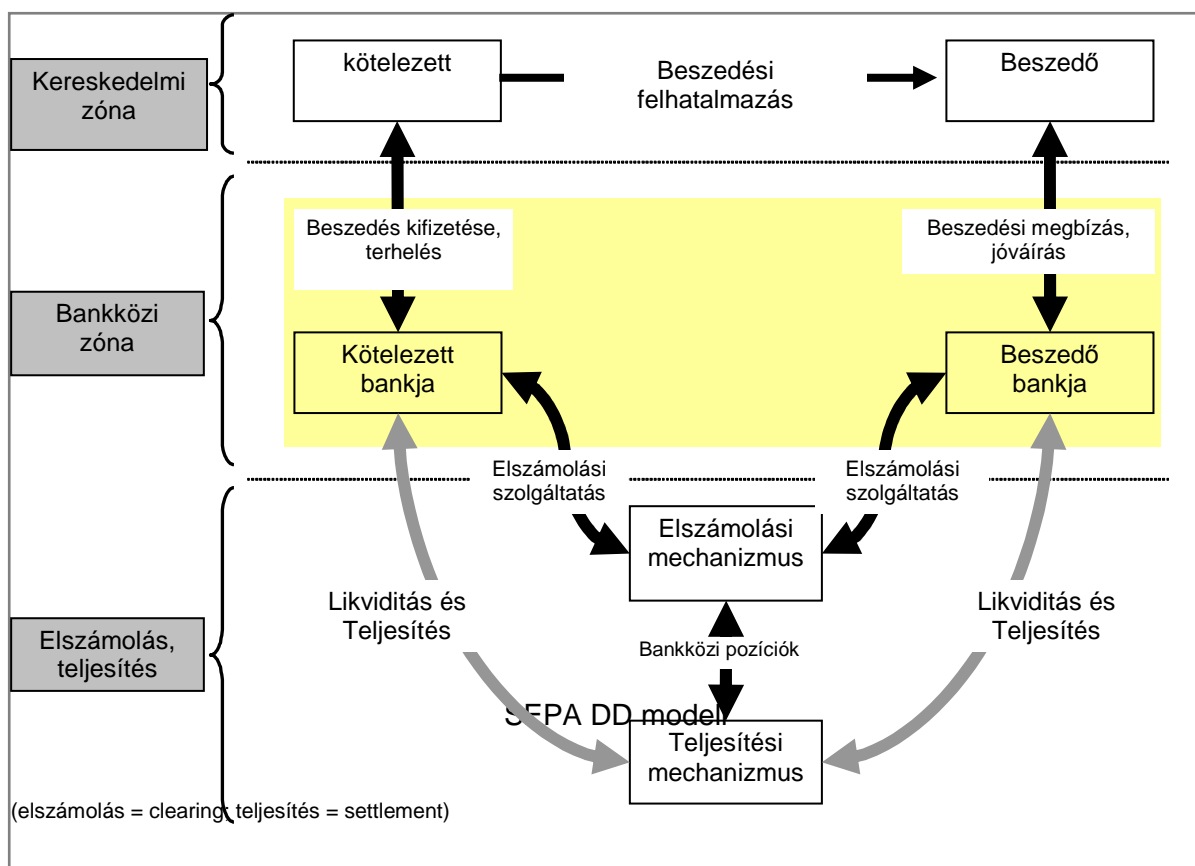 Kereskedelmi
zóna
kötelezett
Beszedési
felhatalmazás
Beszedő
Bankközi
zóna
Beszedés kifizetése,
terhelés
Beszedési megbízás,
jóváírás
Kötelezett
bankja
Beszedő
bankja
Elszámolási
szolgáltatás
Elszámolási
szolgáltatás
Elszámolás,
teljesítés
Elszámolási
mechanizmus
Likviditás és
Teljesítés
Likviditás és
Teljesítés
Bankközi pozíciók
SEPA DD modell
Teljesítési
mechanizmus
(elszámolás = clearing; teljesítés = settlement)